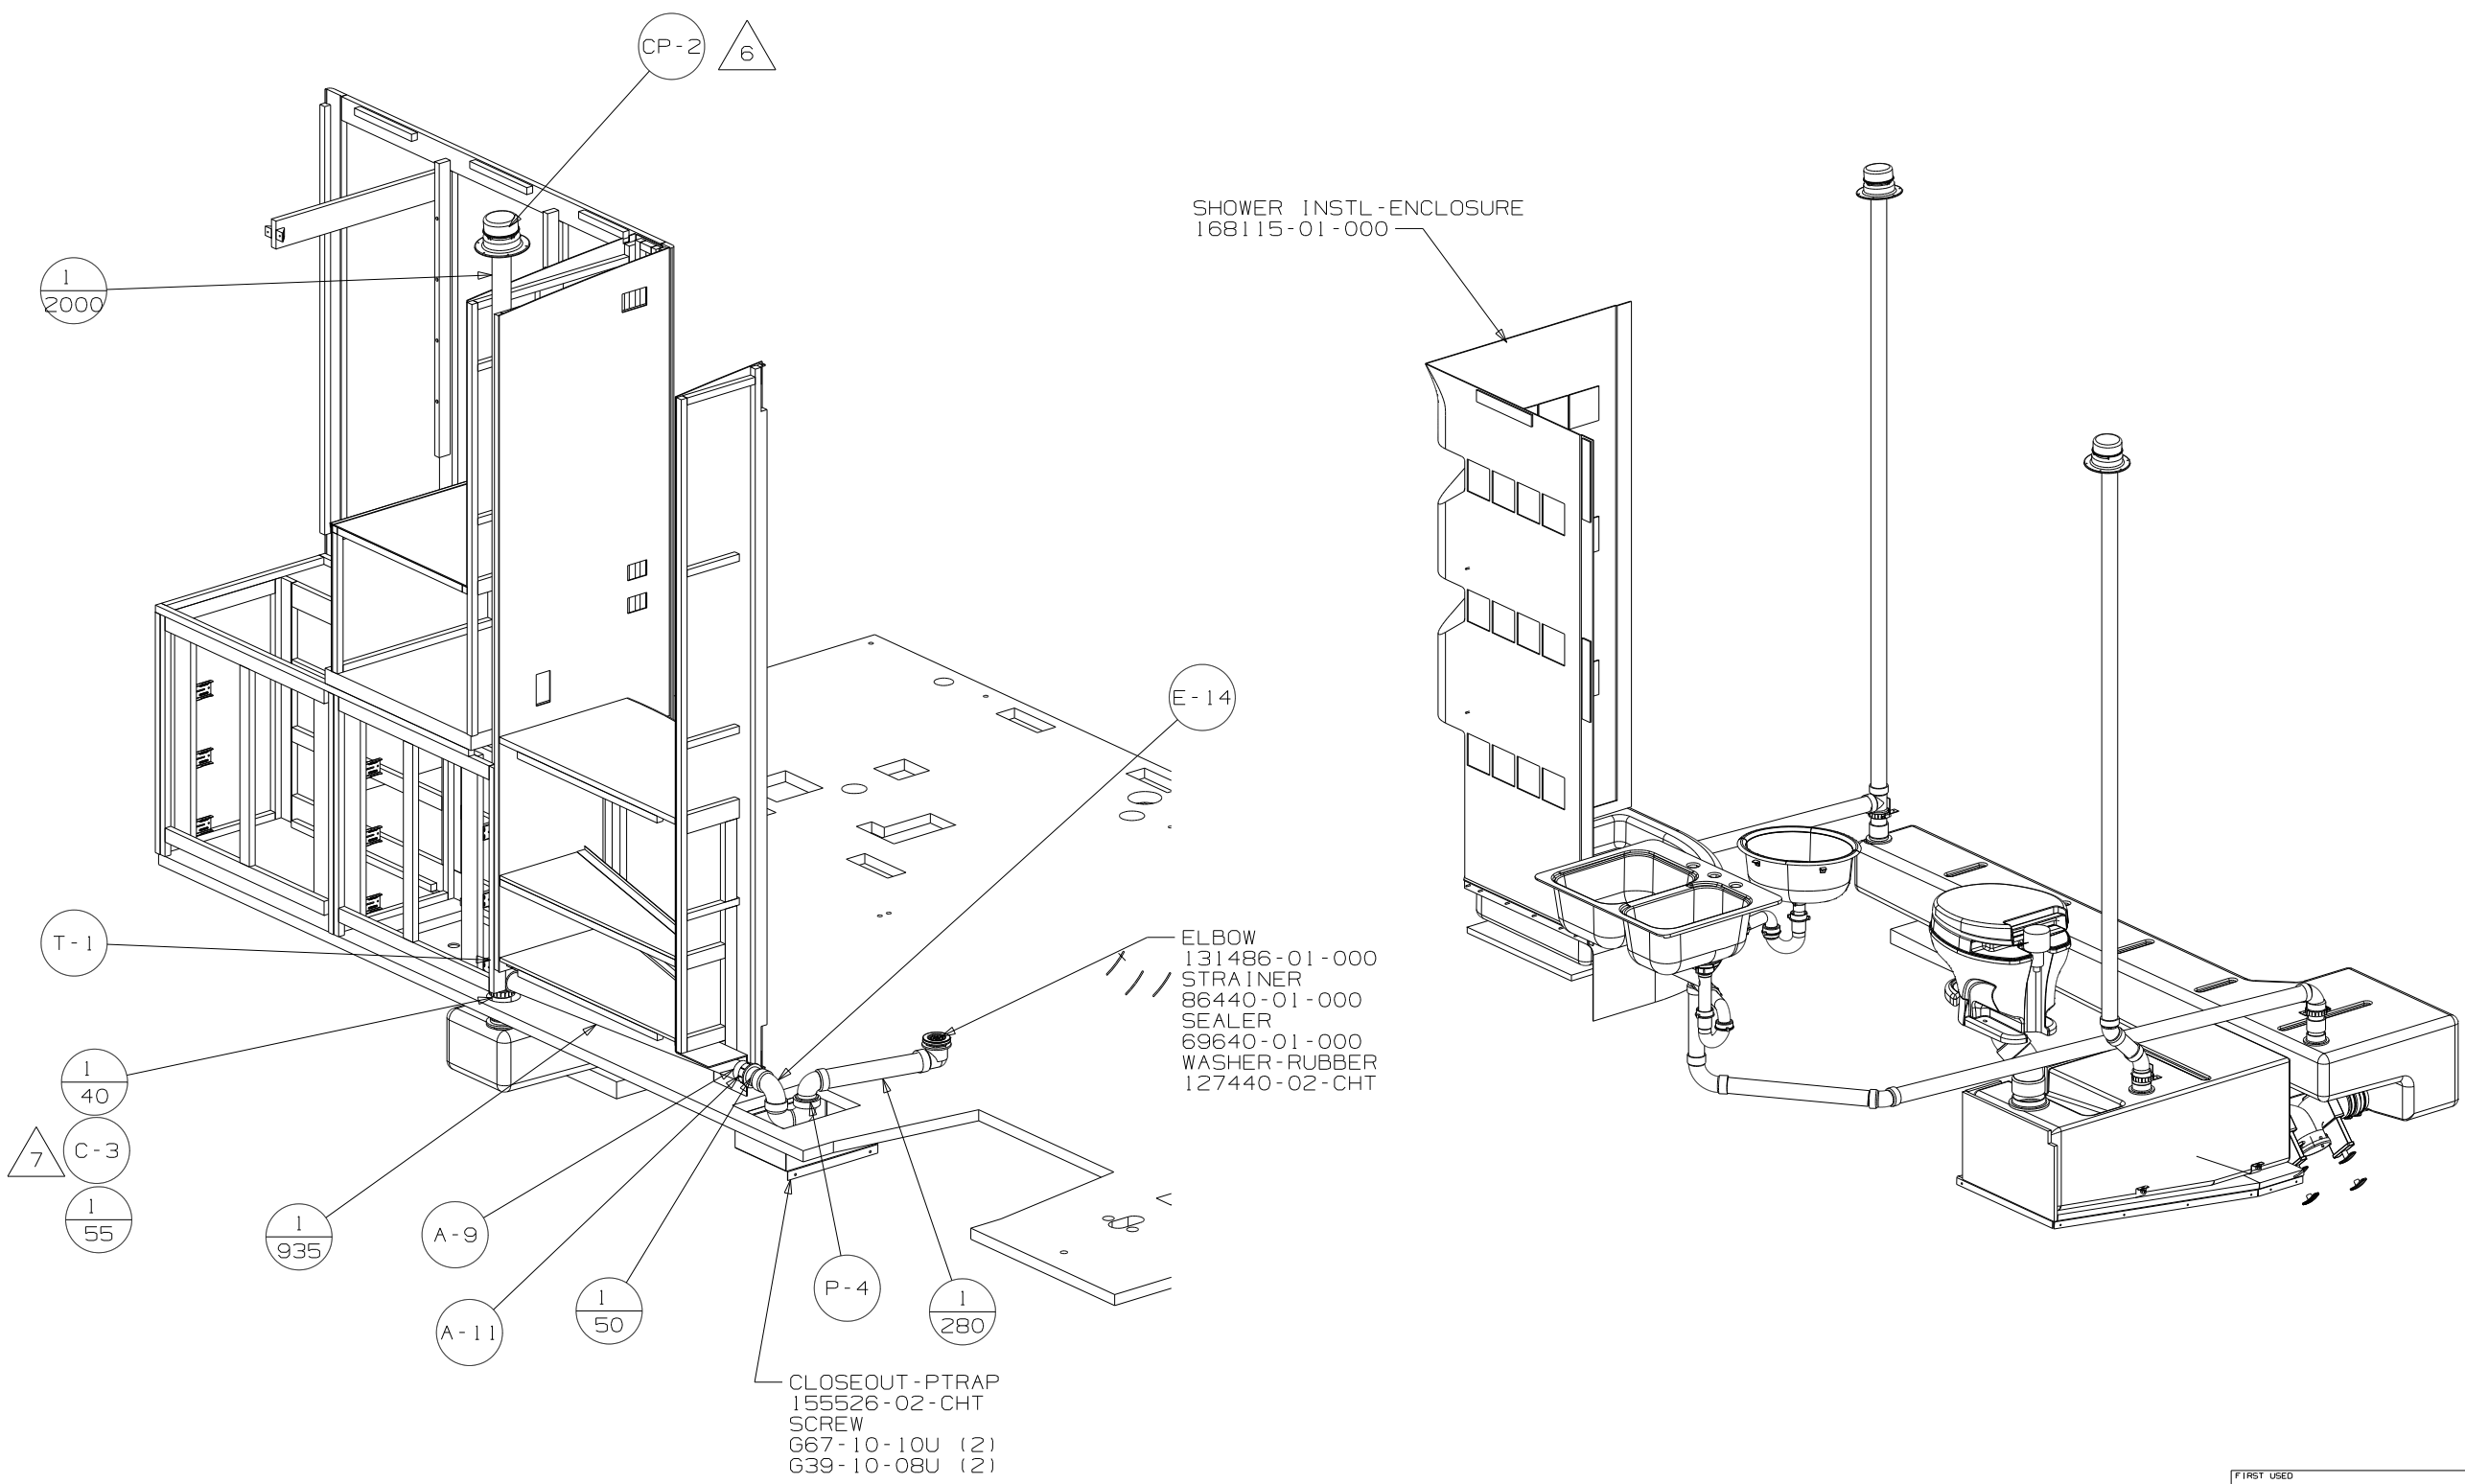 CP-2
6
1
2000
SHOWER INSTL-ENCLOSURE
168115-01-000
E-14
T-1
ELBOW
131486-01-000
STRAINER
86440-01-000
SEALER
69640-01-000
WASHER-RUBBER
127440-02-CHT
1
40
7
C-3
1
55
1
935
A-9
A-11
1
50
P-4
1
280
CLOSEOUT-PTRAP
155526-02-CHT
SCREW
G67-10-10U (2)
G39-10-08U (2)
FIRST USED